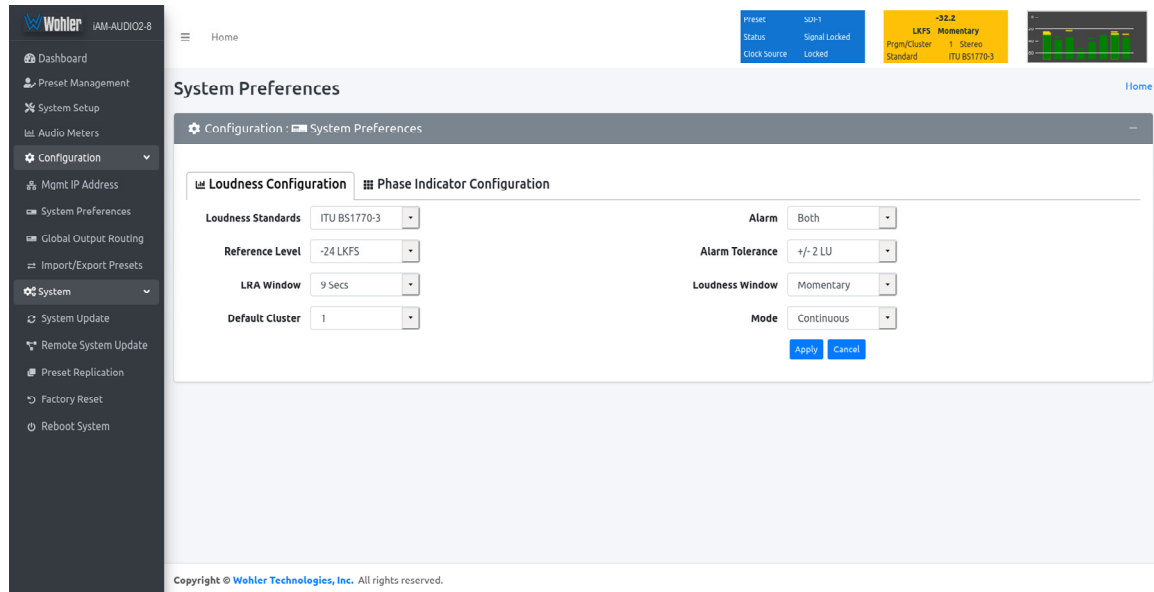 Wohler iAM-AUDIO2-8
Dashboard
Preset Management
System Setup
Audio Meters
Configuration
Mgmt IP Address
System Preferences
Global Output Routing
Import/Export Presets
System
System Update
Remote System Update
Preset Replication
Factory Reset
Reboot System
Home
Preset SDI-1
Status Signal Locked
Clock Source Locked
-32.2
LKFS Momentary
Prgm/Cluster 1 Stereo
Standard ITU BS1770-3
System Preferences
Home
Configuration : System Preferences
Loudness Configuration Phase Indicator Configuration
Loudness Standards ITU BS1770-3 Alarm Both
Reference Level -24 LKFS Alarm Tolerance +/- 2 LU
LRA Window 9 Secs Loudness Window Momentary
Default Cluster 1 Mode Continuous
Apply Cancel
Copyright © Wohler Technologies, Inc. All rights reserved.